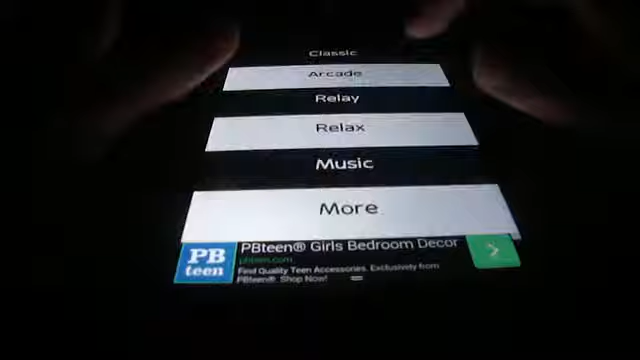 Classic
Arcade
Relay
Relax
Music
More
PB
teen
PBteen® Girls Bedroom Decor
pbteen.com
Find Quality Teen Accessories. Exclusively from
PBteen®. Shop Now!